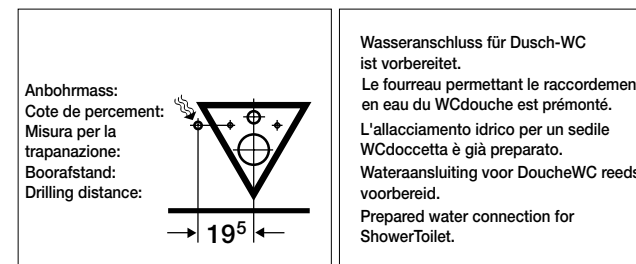 Anbohrmass:
Cote de percement:
Misura per la
trapanazione:
Boorafstand:
Drilling distance:
19⁵
Wasseranschluss für Dusch-WC
ist vorbereitet.
Le fourreau permettant le raccordemen
en eau du WCdouche est prémonté.
L'allacciamento idrico per un sedile
WCdoccetta è già preparato.
Wateraansluiting voor DoucheWC reeds
voorbereid.
Prepared water connection for
ShowerToilet.